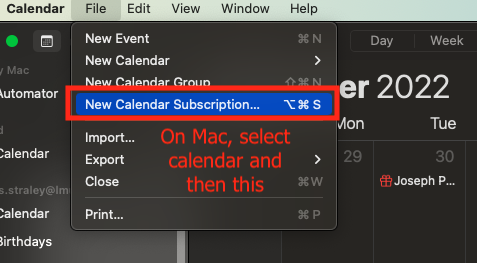 Calendar File Edit View Window Help
New Event ⌘ N
Day Week
New Calendar >
y Mac
New Calendar Group ⇧⌘ N
er 2022
Automator
New Calendar Subscription... ⌥⌘ S
Mon Tue
Import...
On Mac, select
calendar and
then this
Calendar
Export >
29 30
Close ⌘W
Joseph P...
s.straley@lm
Calendar
Print... ⌘ P
Birthdays